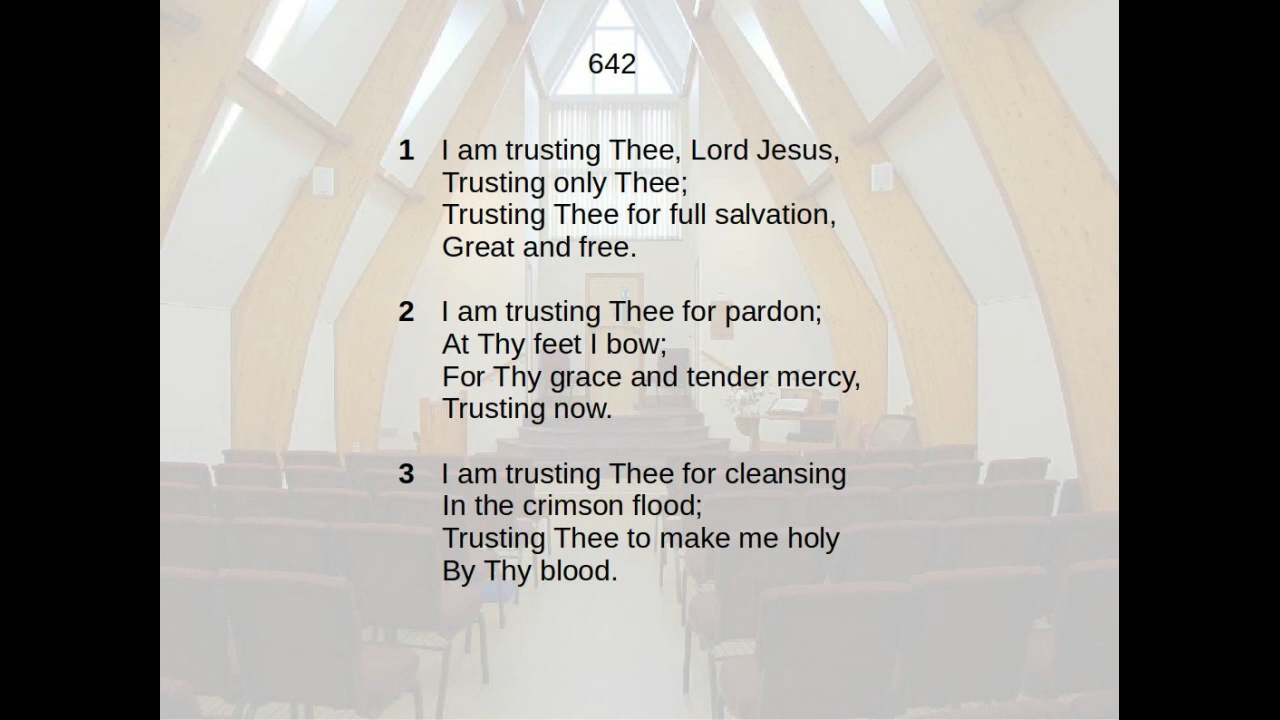 642
1 I am trusting Thee, Lord Jesus,
Trusting only Thee;
Trusting Thee for full salvation,
Great and free.
2 I am trusting Thee for pardon;
At Thy feet I bow;
For Thy grace and tender mercy,
Trusting now.
3 I am trusting Thee for cleansing
In the crimson flood;
Trusting Thee to make me holy
By Thy blood.